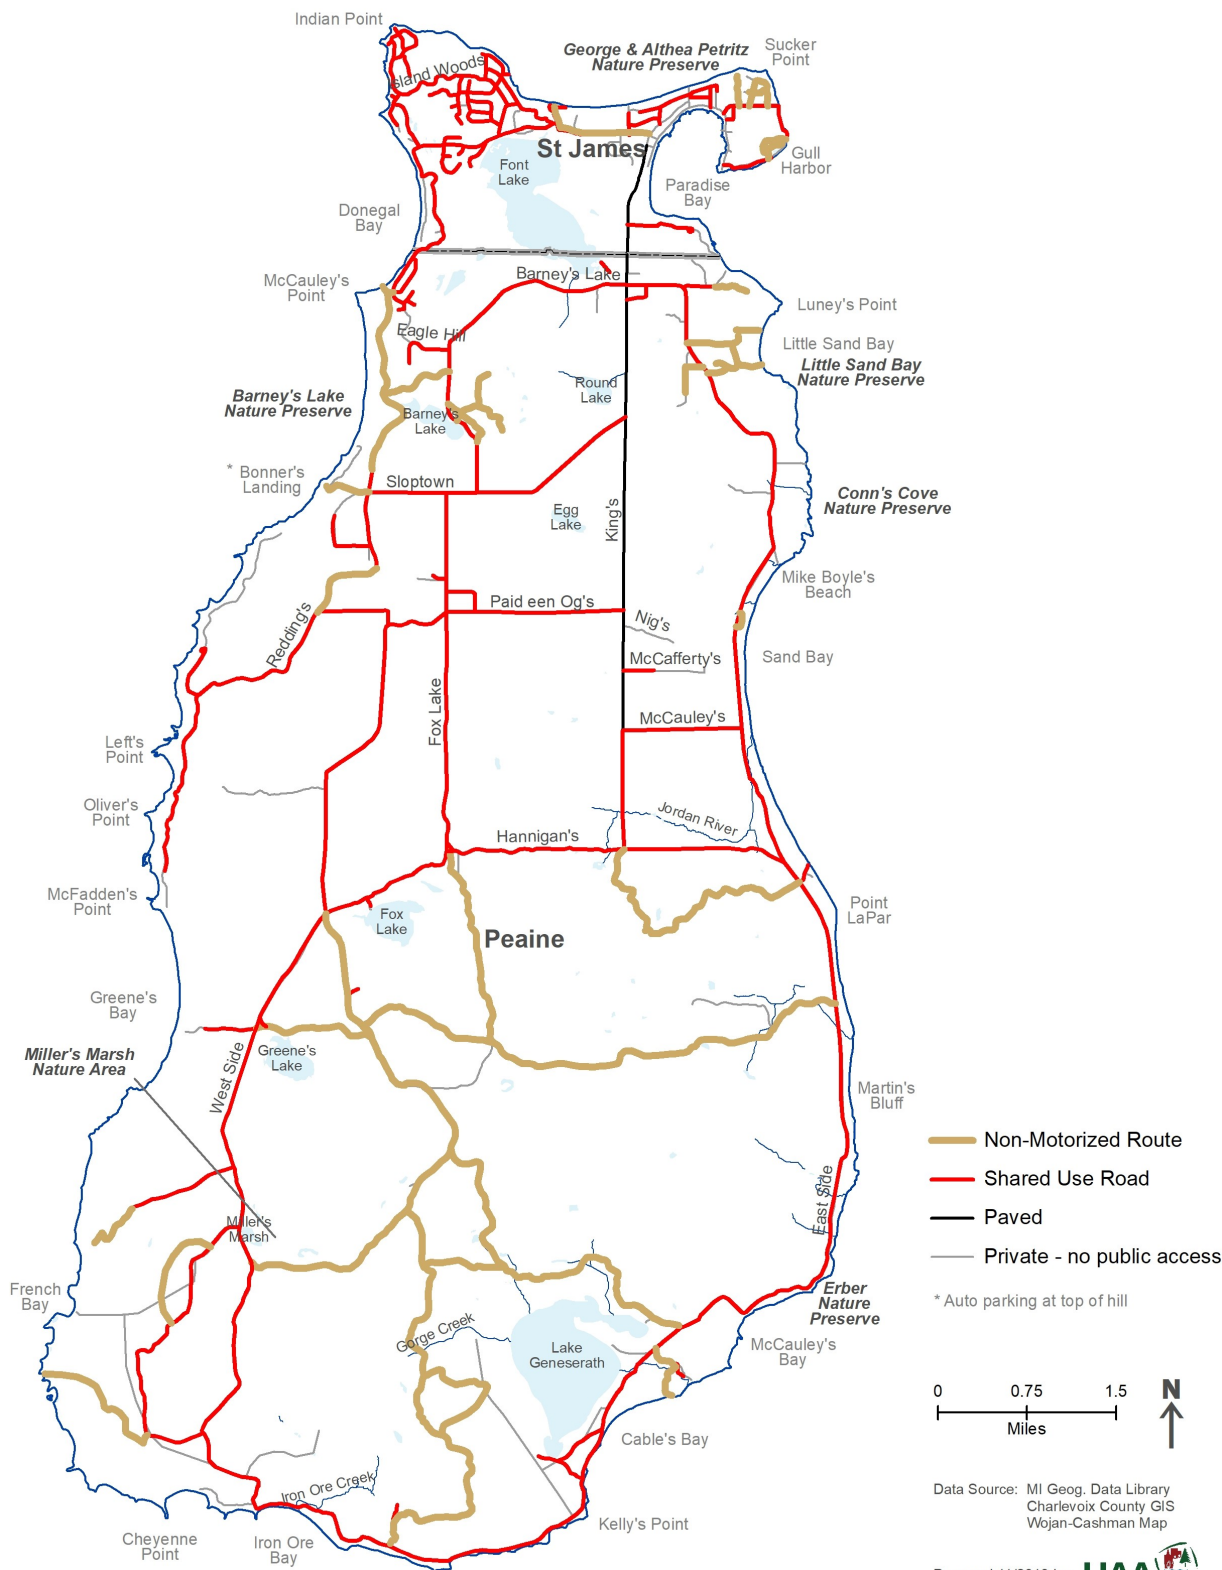 Indian Point
George & Althea Petritz
Nature Preserve
Sucker
Point
Island Woods
St James
Font
Lake
Gull
Harbor
Paradise
Bay
Donegal
Bay
McCauley's
Point
Barney's Lake
Luney's Point
Eagle Hill
Little Sand Bay
Little Sand Bay
Nature Preserve
Round
Lake
Barney's Lake
Nature Preserve
Barney's
Lake
* Bonner's
Landing
Sloptown
Egg
Lake
King's
Conn's Cove
Nature Preserve
Mike Boyle's
Beach
Paid een Og's
Nig's
Redding's
McCafferty's
Sand Bay
Fox Lake
McCauley's
Left's
Point
Oliver's
Point
Jordan River
Hannigan's
McFadden's
Point
Fox
Lake
Point
LaPar
Peaine
Greene's
Bay
Miller's Marsh
Nature Area
Greene's
Lake
West Side
Martin's
Bluff
Non-Motorized Route
Shared Use Road
Paved
Private - no public access
* Auto parking at top of hill
East Side
Miller's
Marsh
French
Bay
Erber
Nature
Preserve
Gorge Creek
Lake
Geneserath
McCauley's
Bay
0 0.75 1.5
Miles
N
Cable's Bay
Iron Ore Creek
Data Source: MI Geog. Data Library
Charlevoix County GIS
Wojan-Cashman Map
Kelly's Point
Cheyenne
Point
Iron Ore
Bay